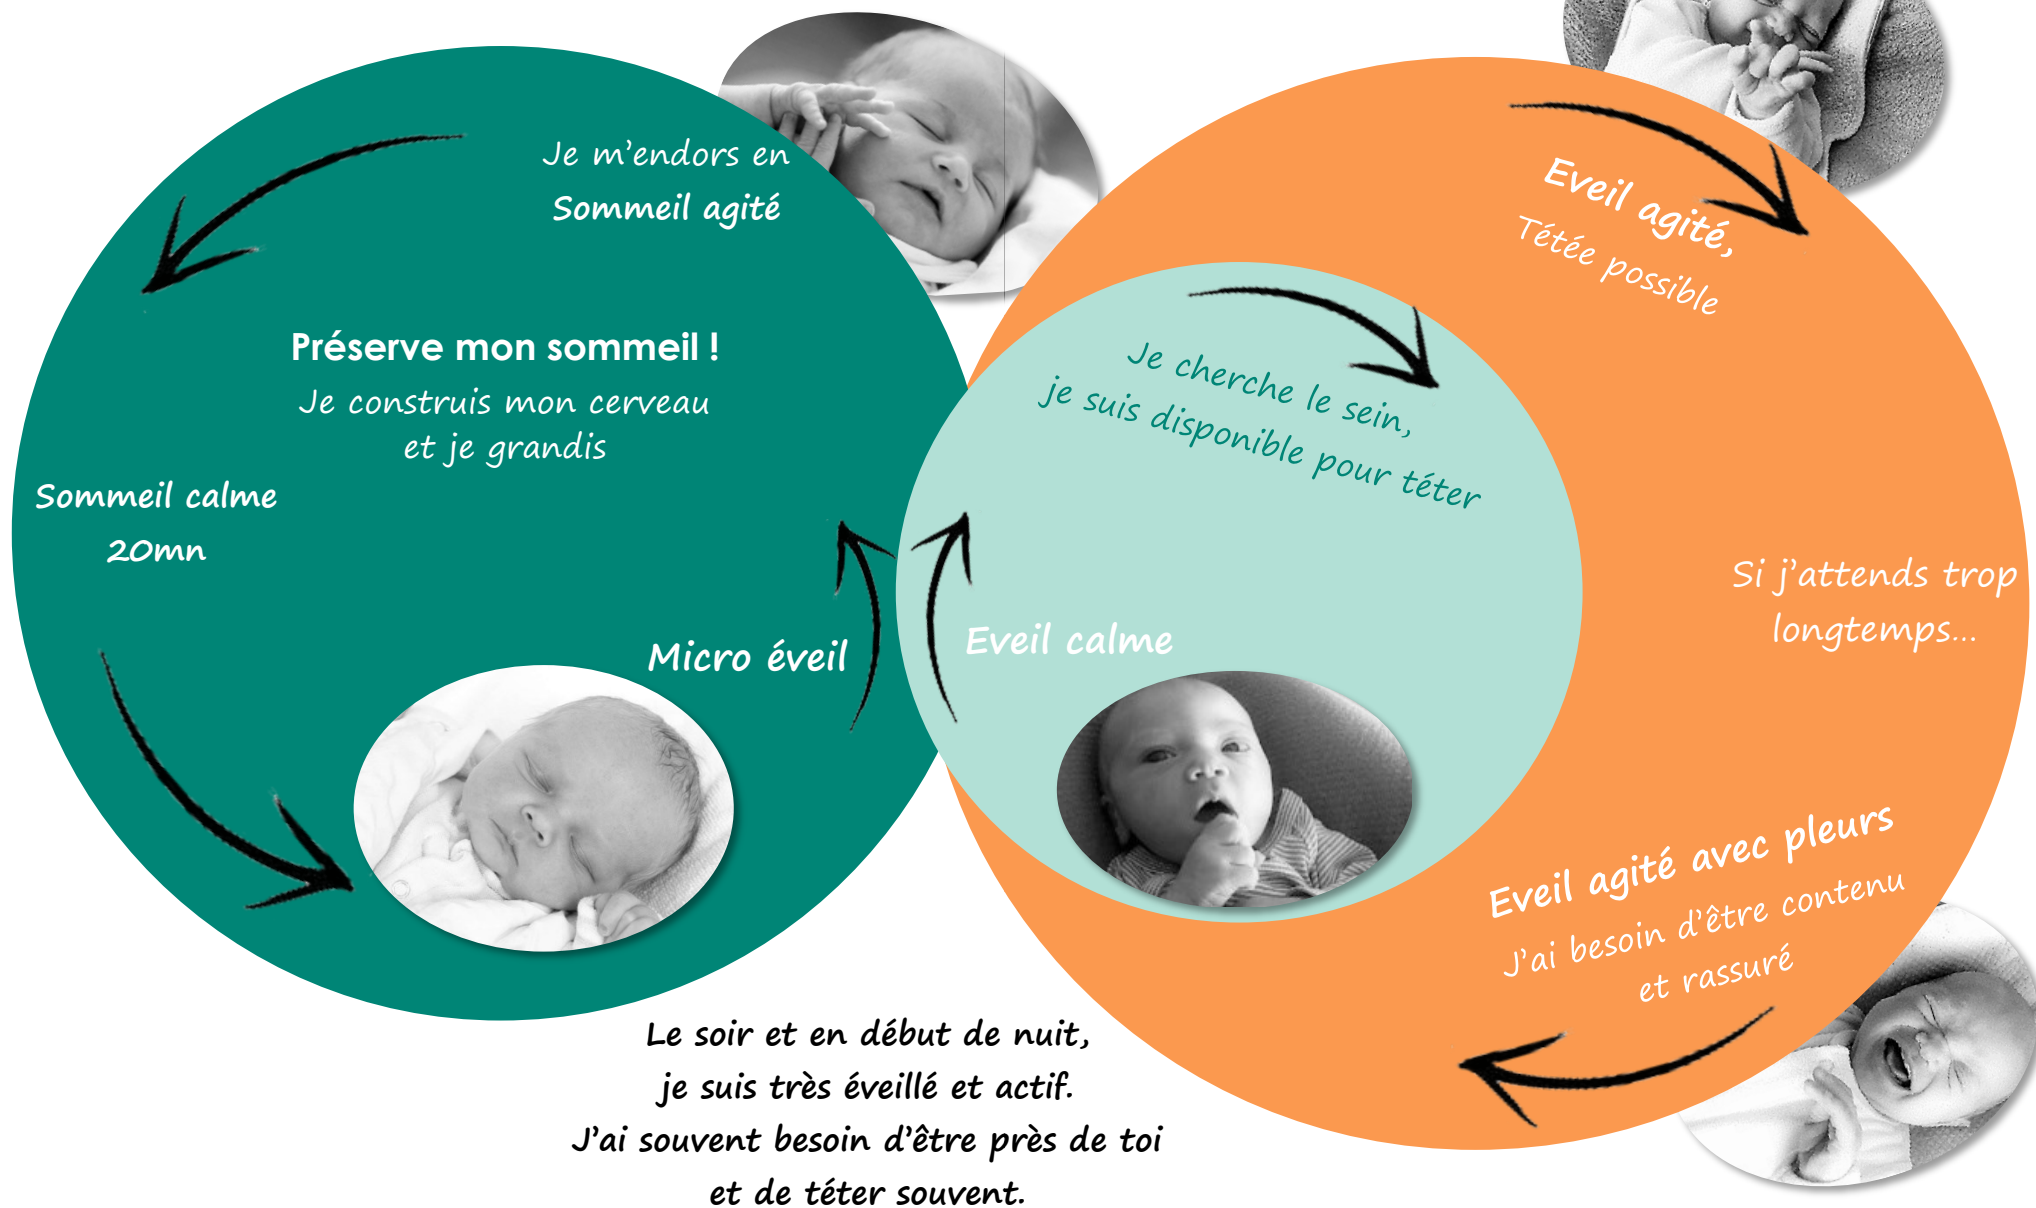 Je m'endors en
Sommeil agité
Préserve mon sommeil !
Je construis mon cerveau
et je grandis
Sommeil calme
20mn
Micro éveil
Eveil calme
Je cherche le sein,
je suis disponible pour téter
Eveil agité,
Tétée possible
Si j'attends trop
longtemps...
Eveil agité avec pleurs
J'ai besoin d'être contenu
et rassuré
Le soir et en début de nuit,
je suis très éveillé et actif.
J'ai souvent besoin d'être près de toi
et de téter souvent.